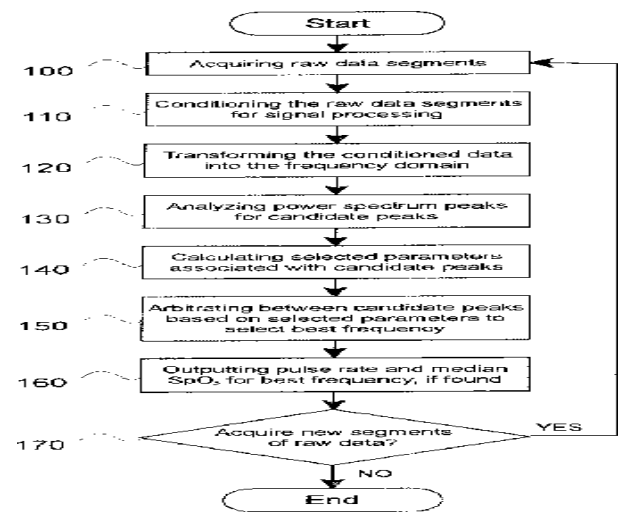 Start
100
Acquiring raw data segments
110
Conditioning the raw data segments
for signal processing
120
Transforming the conditioned data
into the frequency domain
130
Analyzing power spectrum peaks
for candidate peaks
140
Calculating selected parameters
associated with candidate peaks
150
Arbitrating between candidate peaks
based on selected parameters to
select best frequency
160
Outputting pulse rate and median
SpO₂ for best frequency, if found
170
Acquire new segments
of raw data?
YES
NO
End